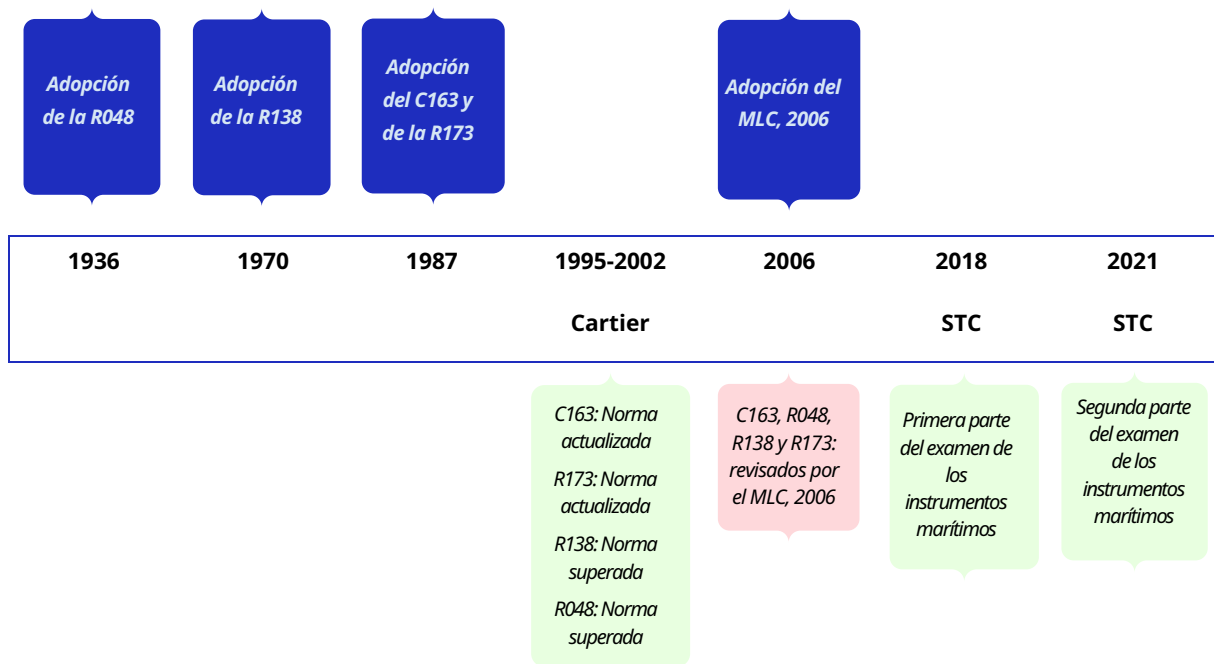 Adopción
de la R048
Adopción
de la R138
Adopción
del C163 y
de la R173
Adopción del
MLC, 2006
1936
1970
1987
1995-2002
2006
2018
2021
Cartier
STC
STC
C163: Norma
actualizada
R173: Norma
actualizada
R138: Norma
superada
R048: Norma
superada
C163, R048,
R138 y R173:
revisados por
el MLC, 2006
Primera parte
del examen de
los
instrumentos
marítimos
Segunda parte
del examen
de los
instrumentos
marítimos